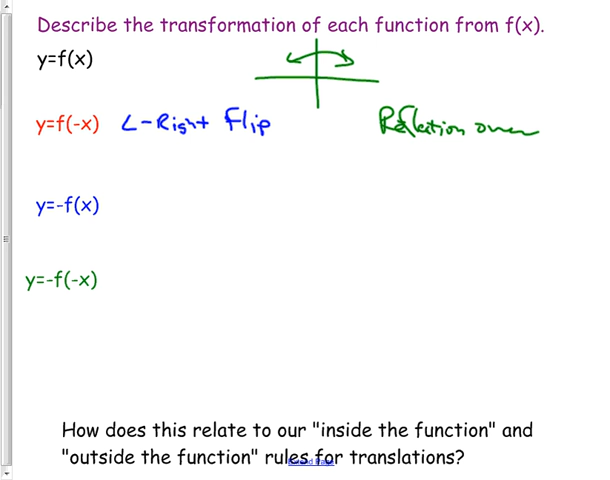 Describe the transformation of each function from f(x).
y=f(x)
y=f(-x) L-Right Flip Reflection over
y=-f(x)
y=-f(-x)
How does this relate to our "inside the function" and
"outside the function" rules for translations?